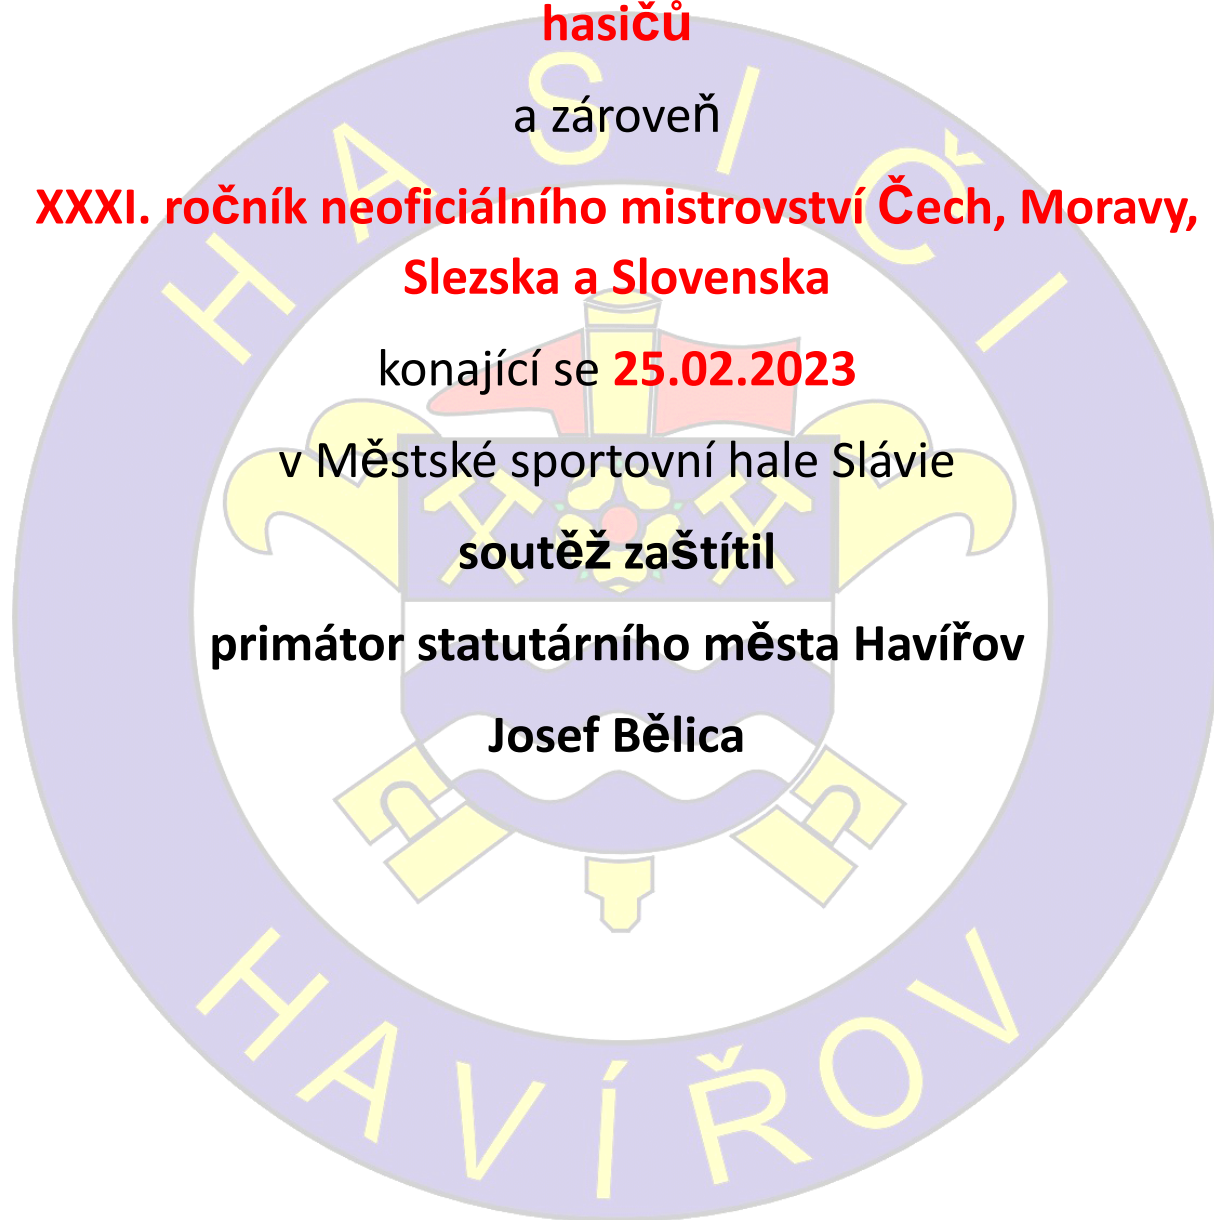 hasičů
a zároveň
XXXI. ročník neoficiálního mistrovství Čech, Moravy,
Slezska a Slovenska
konající se 25.02.2023
v Městské sportovní hale Slávie
soutěž zaštítil
primátor statutárního města Havířov
Josef Bělica
HASIČI
HAVÍŘOV